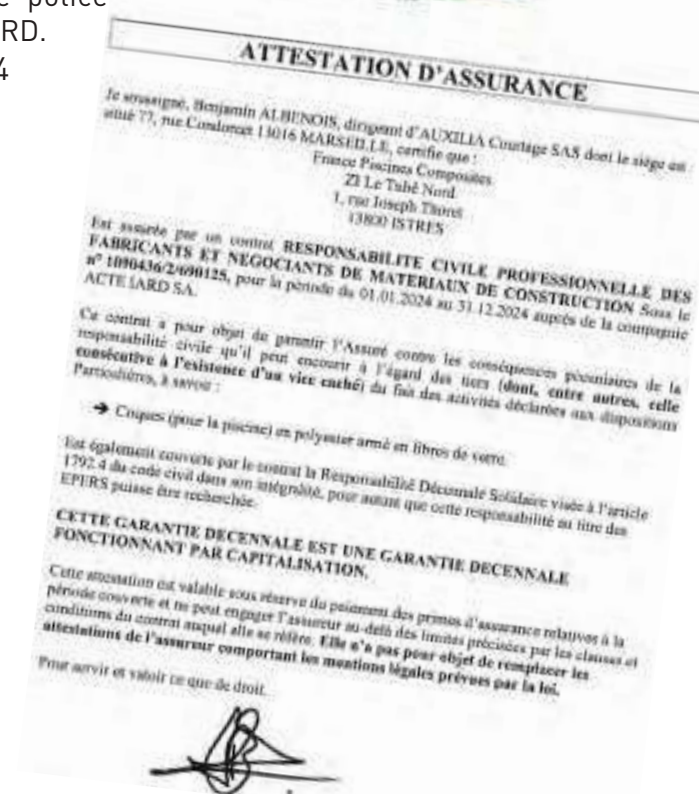 police
RD.
4
ATTESTATION D'ASSURANCE
Je soussigné, Benjamin ALBENOIS, dirigeant d'AUXILIA Courtage SAS dont le siège est :
situé 77, rue Condorcet 13016 MARSEILLE, certifie que :
France Piscines Composites
ZI Le Tubé Nord
1, rue Joseph Thoret
13800 ISTRES
Est assurée par un contrat RESPONSABILITE CIVILE PROFESSIONNELLE DES
FABRICANTS ET NEGOCIANTS DE MATERIAUX DE CONSTRUCTION Sous le
n° 1090436/2/690125, pour la période du 01.01.2024 au 31.12.2024 auprès de la compagnie
ACTE IARD SA.
Ce contrat a pour objet de garantir l'Assuré contre les conséquences pécuniaires de la
responsabilité civile qu'il peut encourir à l'égard des tiers (dont, entre autres, celle
consécutive à l'existence d'un vice caché) du fait des activités déclarées aux dispositions
Particulières, à savoir :
➔ Coques (pour la piscine) en polyester armé en fibres de verre.
Est également couverte par le contrat la Responsabilité Décennale Solidaire visée à l'article
1792.4 du code civil dans son intégralité, pour autant que cette responsabilité au titre des
EPERS puisse être recherchée.
CETTE GARANTIE DECENNALE EST UNE GARANTIE DECENNALE
FONCTIONNANT PAR CAPITALISATION.
Cette attestation est valable sous réserve du paiement des primes d'assurance relatives à la
période couverte et ne peut engager l'assureur au-delà des limites précisées par les clauses et
conditions du contrat auquel elle se réfère. Elle n'a pas pour objet de remplacer les
attestations de l'assureur comportant les mentions légales prévues par la loi.
Pour servir et valoir ce que de droit.